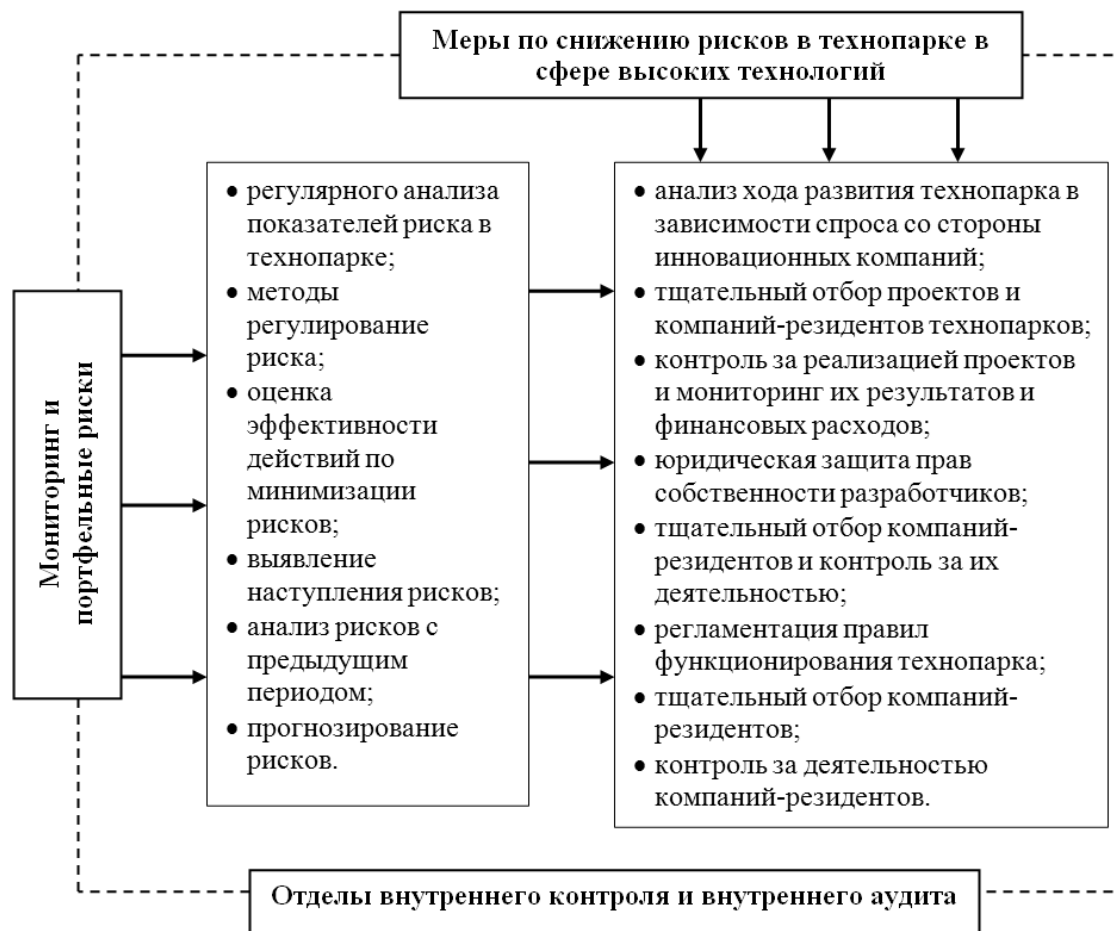 Меры по снижению рисков в технопарке в
сфере высоких технологий
Мониторинг и
портфельные риски
• регулярного анализа
показателей риска в
технопарке;
• методы
регулирование
риска;
• оценка
эффективности
действий по
минимизации
рисков;
• выявление
наступления рисков;
• анализ рисков с
предыдущим
периодом;
• прогнозирование
рисков.
• анализ хода развития технопарка в
зависимости спроса со стороны
инновационных компаний;
• тщательный отбор проектов и
компаний-резидентов технопарков;
• контроль за реализацией проектов
и мониторинг их результатов и
финансовых расходов;
• юридическая защита прав
собственности разработчиков;
• тщательный отбор компаний-
резидентов и контроль за их
деятельностью;
• регламентация правил
функционирования технопарка;
• тщательный отбор компаний-
резидентов;
• контроль за деятельностью
компаний-резидентов.
Отделы внутреннего контроля и внутреннего аудита